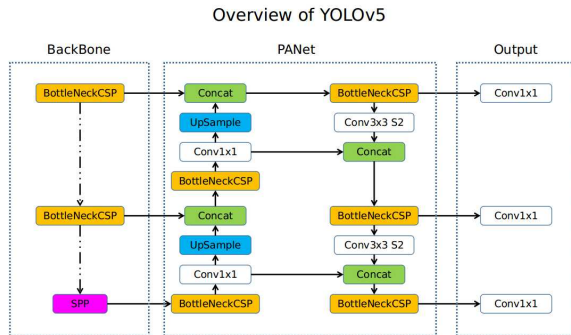 Overview of YOLOv5
BackBone PANet Output
BottleNeckCSP Concat BottleNeckCSP Conv1x1
UpSample Conv3x3 S2
Conv1x1 Concat
BottleNeckCSP
BottleNeckCSP Concat BottleNeckCSP Conv1x1
UpSample Conv3x3 S2
Conv1x1 Concat
SPP BottleNeckCSP BottleNeckCSP Conv1x1